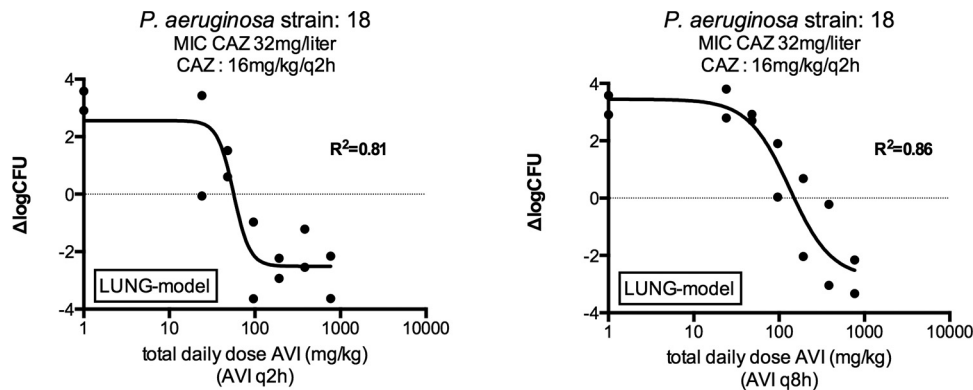 P. aeruginosa strain: 18
MIC CAZ 32mg/liter
CAZ : 16mg/kg/q2h
4
2
0
-2
-4
ΔlogCFU
R²=0.81
LUNG-model
1
10
100
1000
10000
total daily dose AVI (mg/kg)
(AVI q2h)
P. aeruginosa strain: 18
MIC CAZ 32mg/liter
CAZ : 16mg/kg/q2h
4
2
0
-2
-4
ΔlogCFU
R²=0.86
LUNG-model
1
10
100
1000
10000
total daily dose AVI (mg/kg)
(AVI q8h)